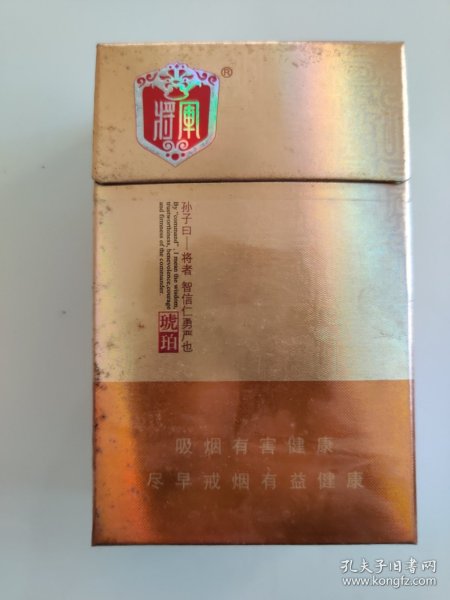 将軍®
孙子曰—将者 智信仁勇严也
By "command", I mean the wisdom,
trustworthiness, benevolence, courage
and firmness of the commander.
琥珀
吸烟有害健康
尽早戒烟有益健康
孔夫子旧书网
www.kongfz.com